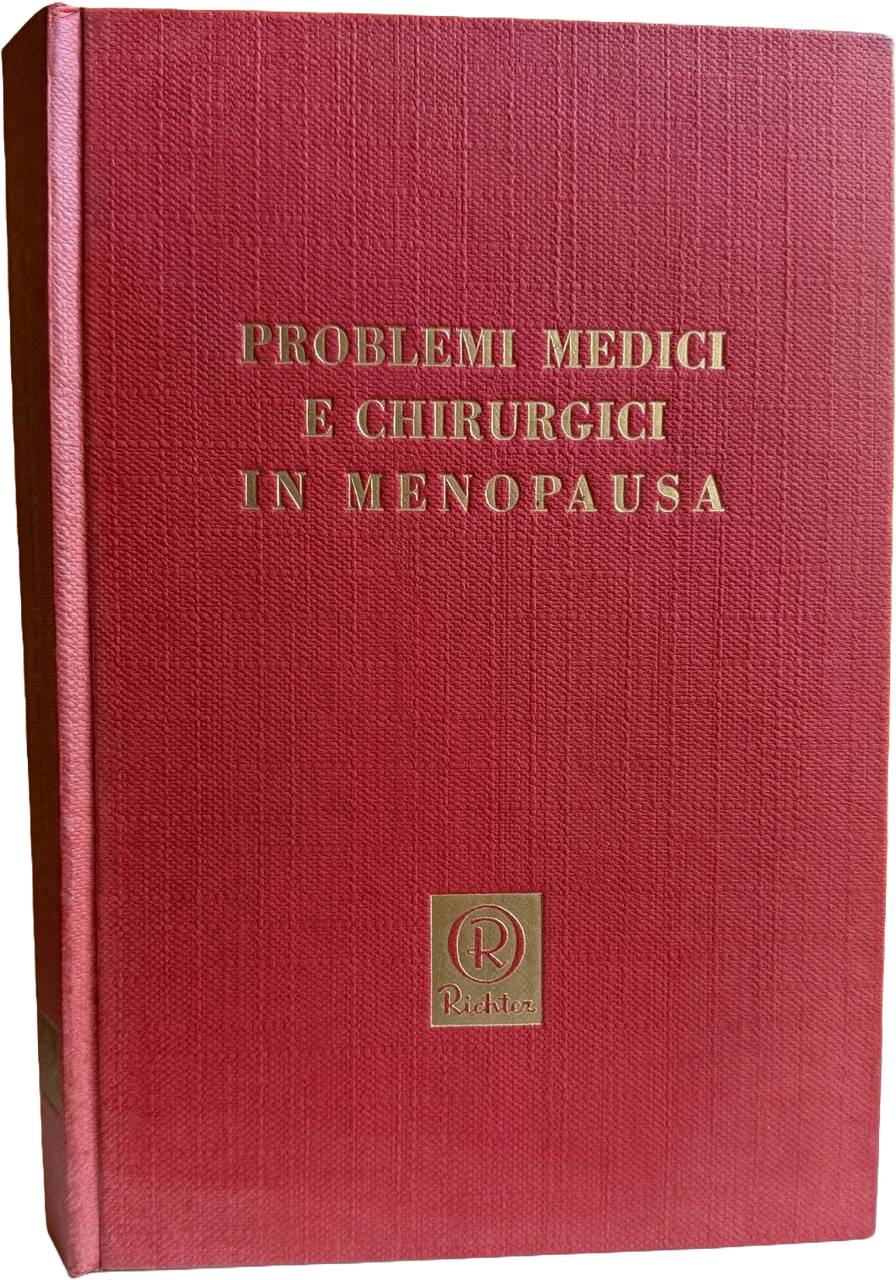 PROBLEMI MEDICI
E CHIRURGICI
IN MENOPAUSA
R
Richter